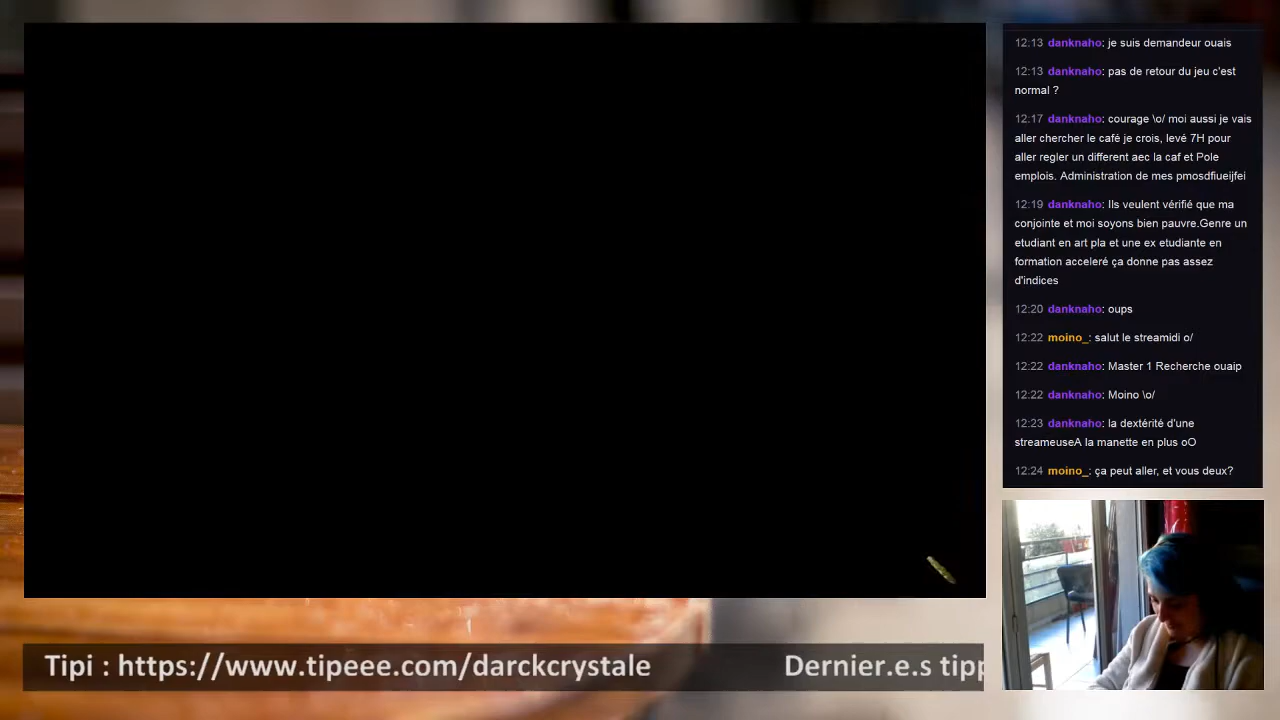 12:13 danknaho: je suis demandeur ouais
12:13 danknaho: pas de retour du jeu c'est
normal ?
12:17 danknaho: courage \o/ moi aussi je vais
aller chercher le café je crois, levé 7H pour
aller regler un different aec la caf et Pole
emplois. Administration de mes pmosdfiueijfei
12:19 danknaho: Ils veulent vérifié que ma
conjointe et moi soyons bien pauvre.Genre un
etudiant en art pla et une ex etudiante en
formation acceleré ça donne pas assez
d'indices
12:20 danknaho: oups
12:22 moino_: salut le streamidi o/
12:22 danknaho: Master 1 Recherche ouaip
12:22 danknaho: Moino \o/
12:23 danknaho: la dextérité d'une
streameuseA la manette en plus oO
12:24 moino_: ça peut aller, et vous deux?
Tipi : https://www.tipeee.com/darckcrystale
Dernier.e.s tipp